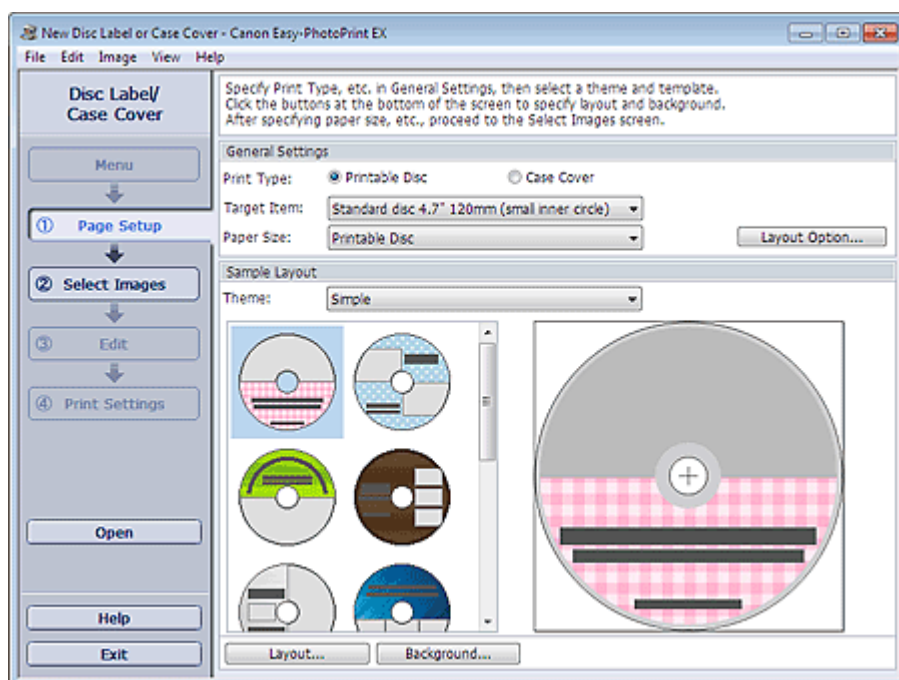 New Disc Label or Case Cover - Canon Easy-PhotoPrint EX
File Edit Image View Help
Disc Label/
Case Cover
Menu
① Page Setup
② Select Images
③ Edit
④ Print Settings
Open
Help
Exit
Specify Print Type, etc. in General Settings, then select a theme and template.
Click the buttons at the bottom of the screen to specify layout and background.
After specifying paper size, etc., proceed to the Select Images screen.
General Settings
Print Type: Printable Disc Case Cover
Target Item: Standard disc 4.7" 120mm (small inner circle)
Paper Size: Printable Disc Layout Option...
Sample Layout
Theme: Simple
Layout... Background...